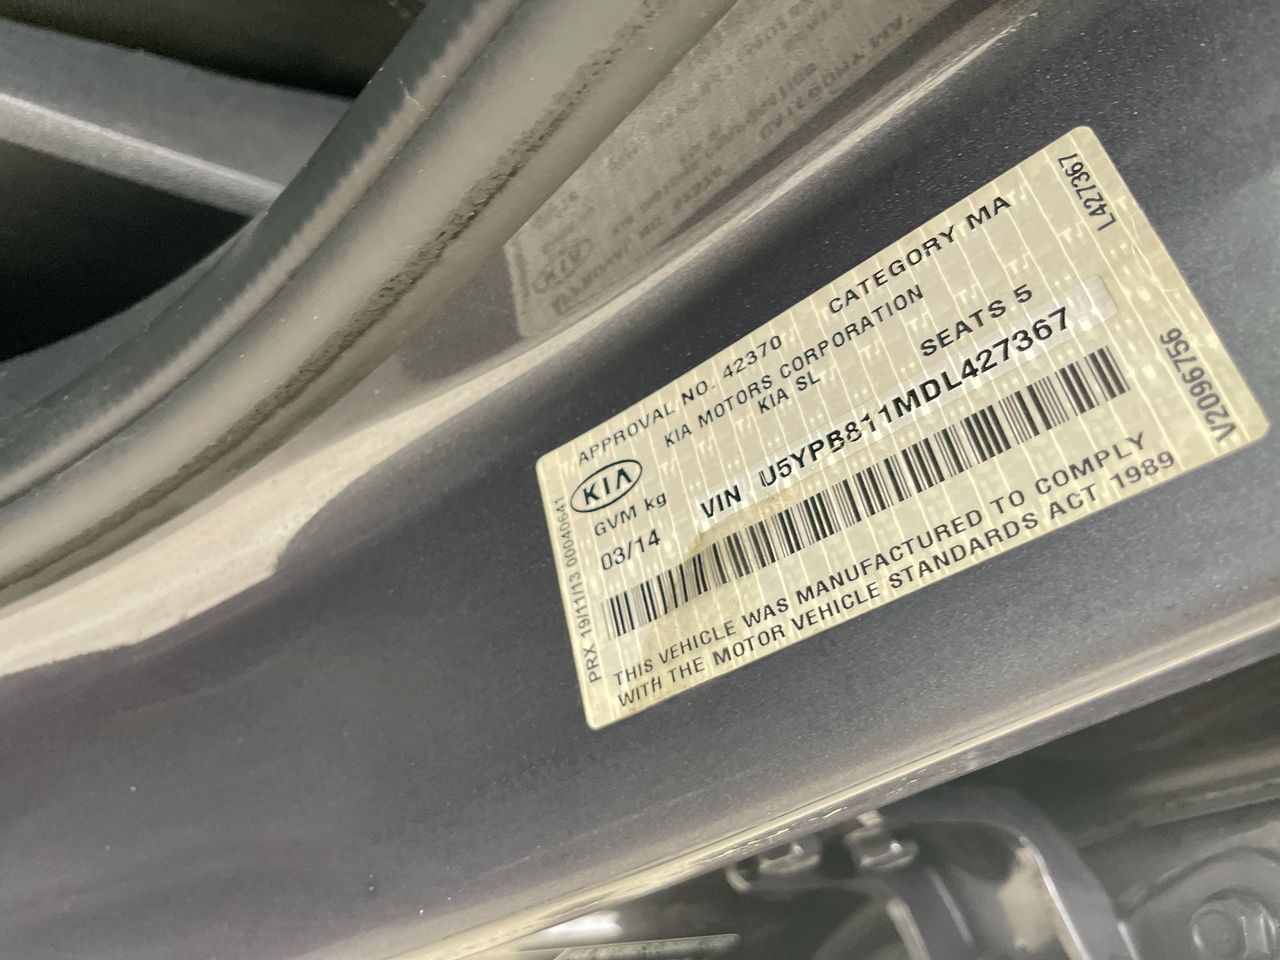 APPROVAL NO. 42370 CATEGORY MA
KIA MOTORS CORPORATION
KIA KIA SL
GVM kg SEATS 5
03/14 VIN U5YPB811MDL427367
THIS VEHICLE WAS MANUFACTURED TO COMPLY
WITH THE MOTOR VEHICLE STANDARDS ACT 1989
PRX 19/11/13 00040641
L427367
V2096756